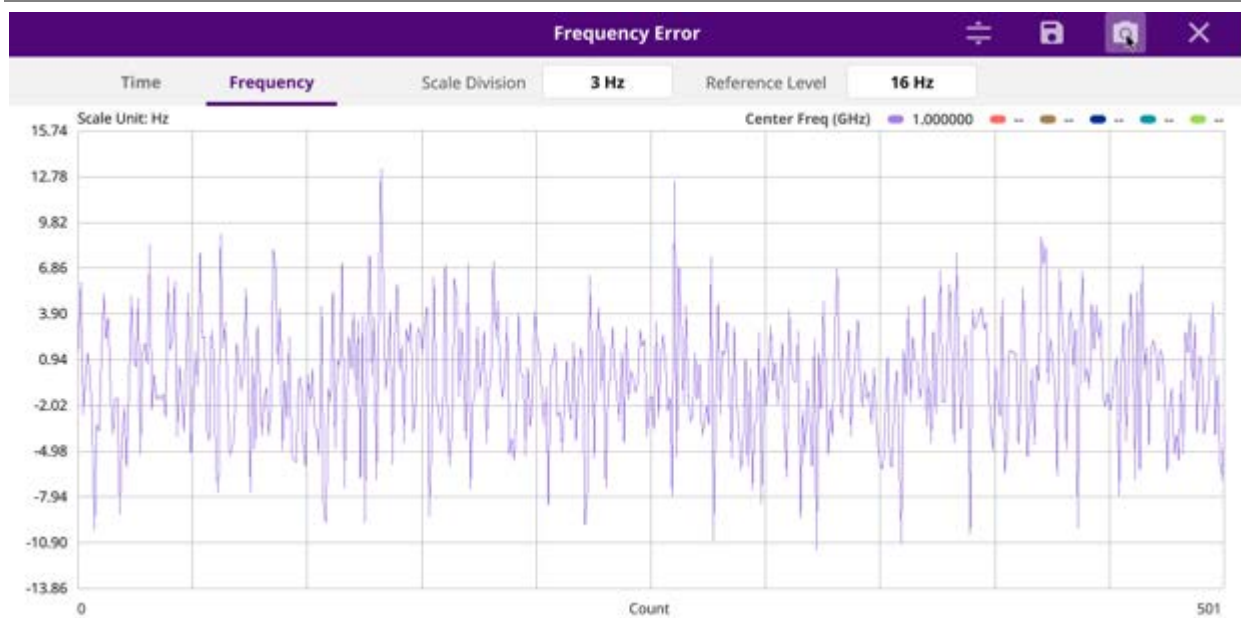 Frequency Error
Time Frequency Scale Division 3 Hz Reference Level 16 Hz
Scale Unit: Hz Center Freq (GHz) 1.000000 -- -- -- -- --
15.74
12.78
9.82
6.86
3.90
0.94
-2.02
-4.98
-7.94
-10.90
-13.86
0 Count 501